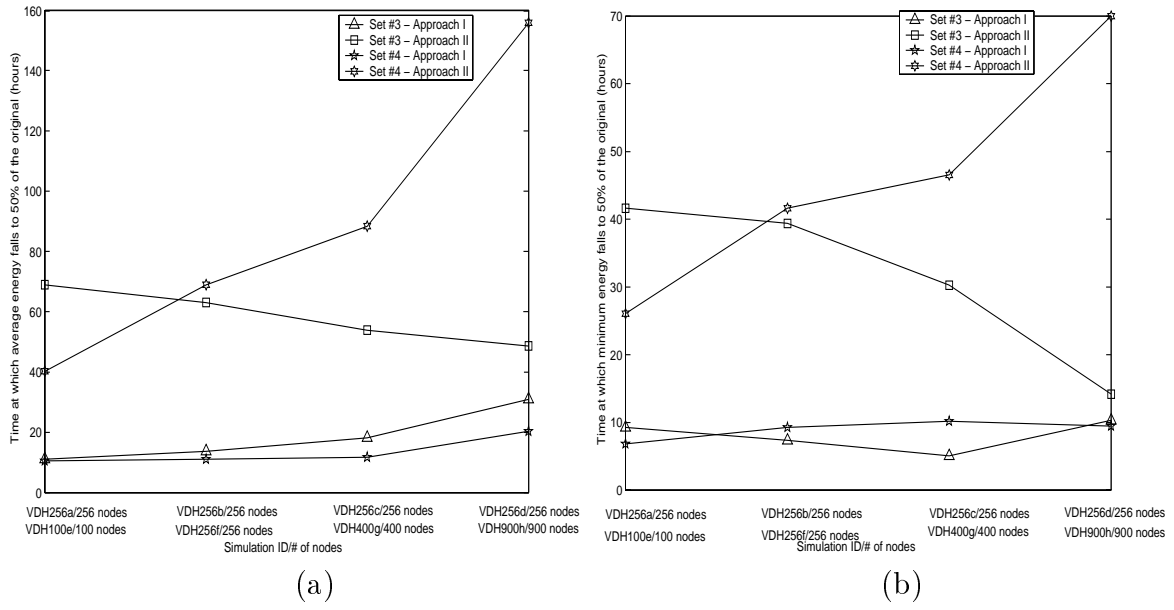 160
140
120
100
80
60
40
20
0
Time at which average energy falls to 50% of the original (hours)
Set #3 – Approach I
Set #3 – Approach II
Set #4 – Approach I
Set #4 – Approach II
VDH256a/256 nodes
VDH100e/100 nodes
VDH256b/256 nodes
VDH256f/256 nodes
VDH256c/256 nodes
VDH400g/400 nodes
VDH256d/256 nodes
VDH900h/900 nodes
Simulation ID/# of nodes
(a)
70
60
50
40
30
20
10
0
Time at which minimum energy falls to 50% of the original (hours)
Set #3 – Approach I
Set #3 – Approach II
Set #4 – Approach I
Set #4 – Approach II
VDH256a/256 nodes
VDH100e/100 nodes
VDH256b/256 nodes
VDH256f/256 nodes
VDH256c/256 nodes
VDH400g/400 nodes
VDH256d/256 nodes
VDH900h/900 nodes
Simulation ID/# of nodes
(b)